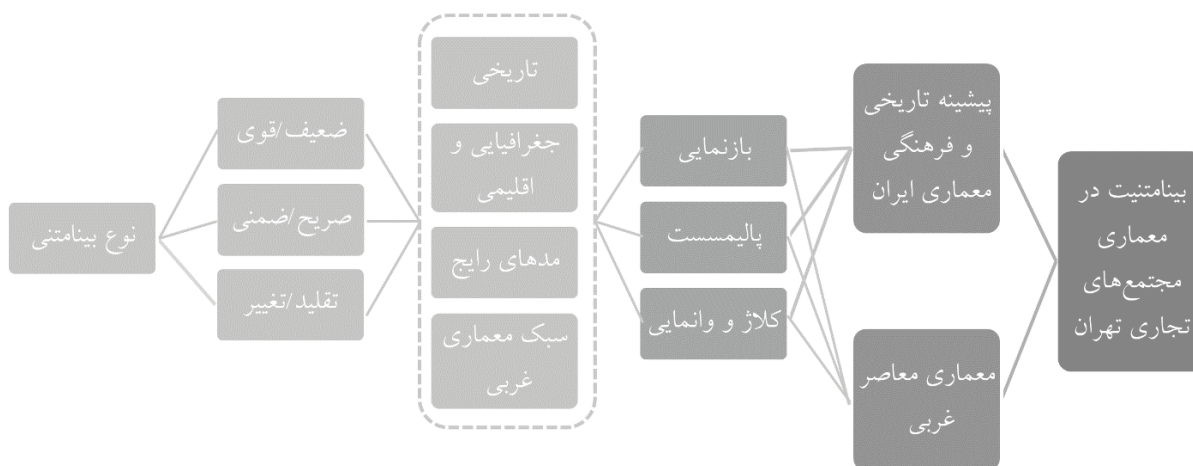 بینامتنیت در
معماری
مجتمع‌های
تجاری تهران
پیشینه تاریخی
و فرهنگی
معماری ایران
معماری معاصر
غربی
بازنمایی
پالیمسست
کلاژ و وانمایی
تاریخی
جغرافیایی و
اقلیمی
مدهای رایج
سبک معماری
غربی
ضعیف/قوی
صریح/ضمنی
تقلید/تغییر
نوع بینامتنی